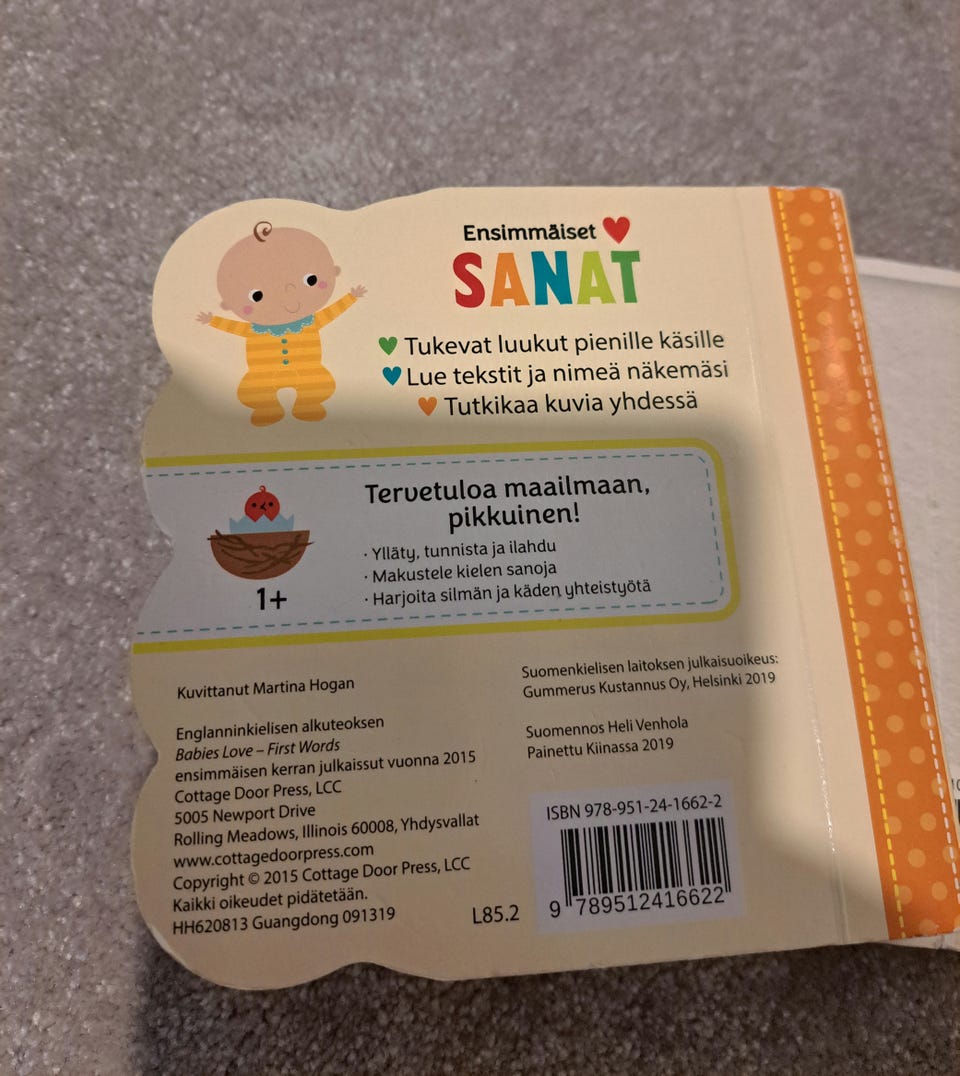 Ensimmäiset
SANAT
Tukevat luukut pienille käsille
Lue tekstit ja nimeä näkemäsi
Tutkikaa kuvia yhdessä
Tervetuloa maailmaan,
pikkuinen!
· Ylläty, tunnista ja ilahdu
· Makustele kielen sanoja
· Harjoita silmän ja käden yhteistyötä
1+
Kuvittanut Martina Hogan
Englanninkielisen alkuteoksen
Babies Love – First Words
ensimmäisen kerran julkaissut vuonna 2015
Cottage Door Press, LCC
5005 Newport Drive
Rolling Meadows, Illinois 60008, Yhdysvallat
www.cottagedoorpress.com
Copyright © 2015 Cottage Door Press, LCC
Kaikki oikeudet pidätetään.
HH620813 Guangdong 091319
Suomenkielisen laitoksen julkaisuoikeus:
Gummerus Kustannus Oy, Helsinki 2019
Suomennos Heli Venhola
Painettu Kiinassa 2019
L85.2
ISBN 978-951-24-1662-2
9 789512 416622